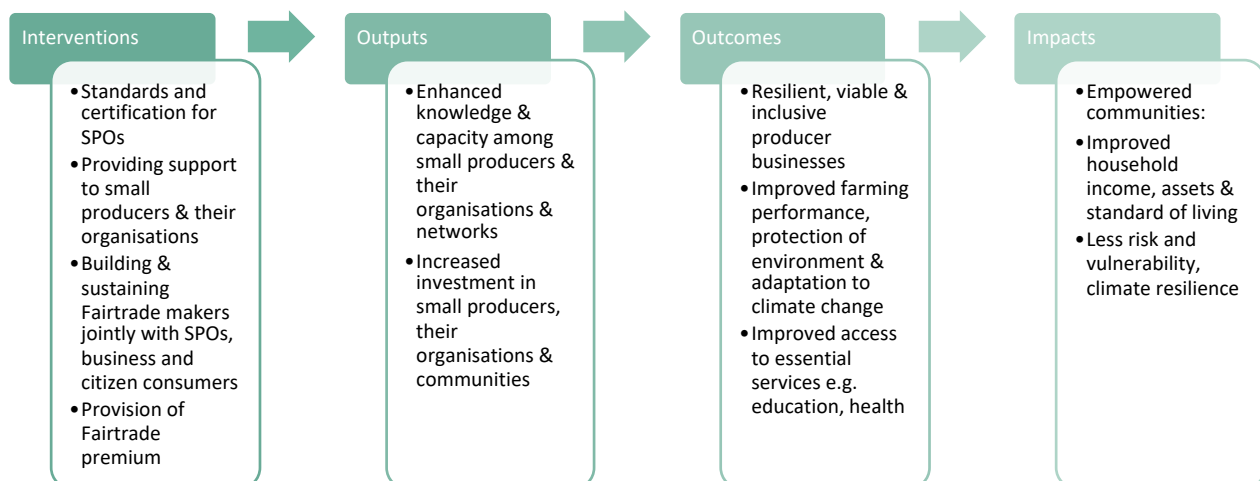 Interventions
•Standards and
certification for
SPOs
•Providing support
to small
producers & their
organisations
•Building &
sustaining
Fairtrade makers
jointly with SPOs,
business and
citizen consumers
•Provision of
Fairtrade
premium
Outputs
•Enhanced
knowledge &
capacity among
small producers &
their
organisations &
networks
•Increased
investment in
small producers,
their
organisations &
communities
Outcomes
•Resilient, viable &
inclusive
producer
businesses
•Improved farming
performance,
protection of
environment &
adaptation to
climate change
•Improved access
to essential
services e.g.
education, health
Impacts
•Empowered
communities:
•Improved
household
income, assets &
standard of living
•Less risk and
vulnerability,
climate resilience